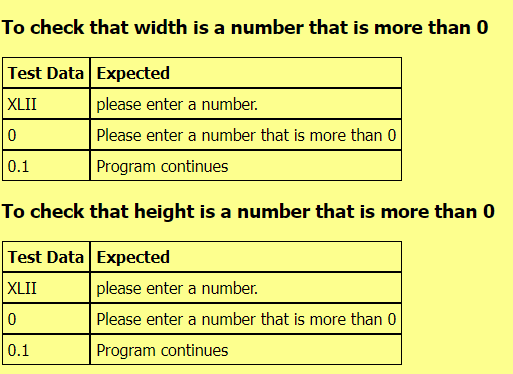 To check that width is a number that is more than 0
Test Data Expected
XLII please enter a number.
0 Please enter a number that is more than 0
0.1 Program continues
To check that height is a number that is more than 0
Test Data Expected
XLII please enter a number.
0 Please enter a number that is more than 0
0.1 Program continues